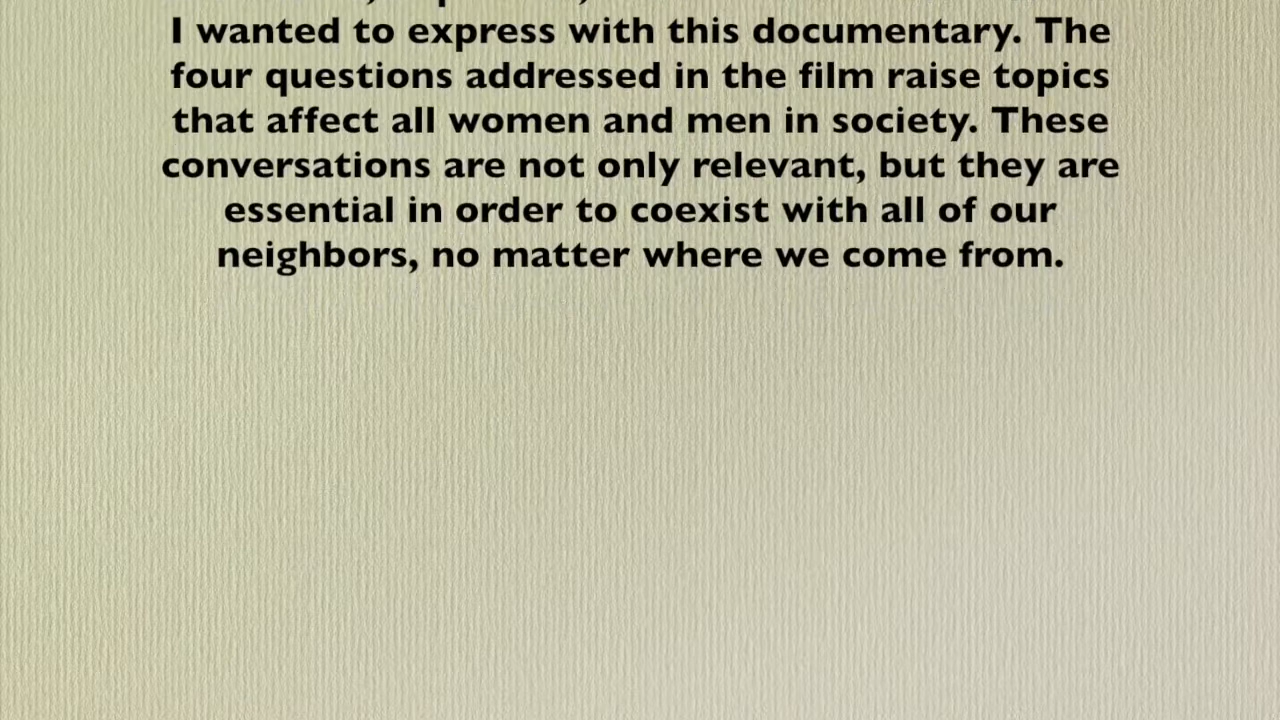 I wanted to express with this documentary. The
four questions addressed in the film raise topics
that affect all women and men in society. These
conversations are not only relevant, but they are
essential in order to coexist with all of our
neighbors, no matter where we come from.